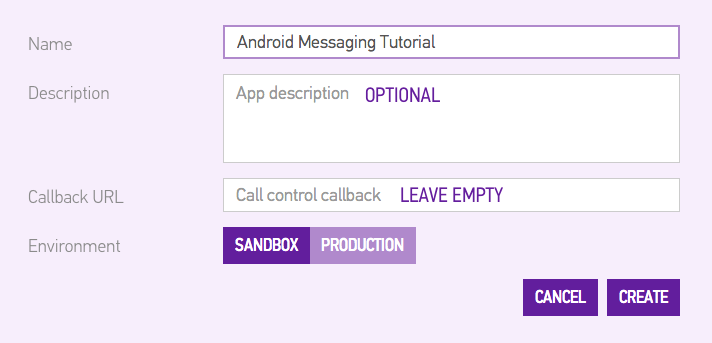 Name Android Messaging Tutorial
Description App description OPTIONAL
Callback URL Call control callback LEAVE EMPTY
Environment SANDBOX PRODUCTION
CANCEL CREATE